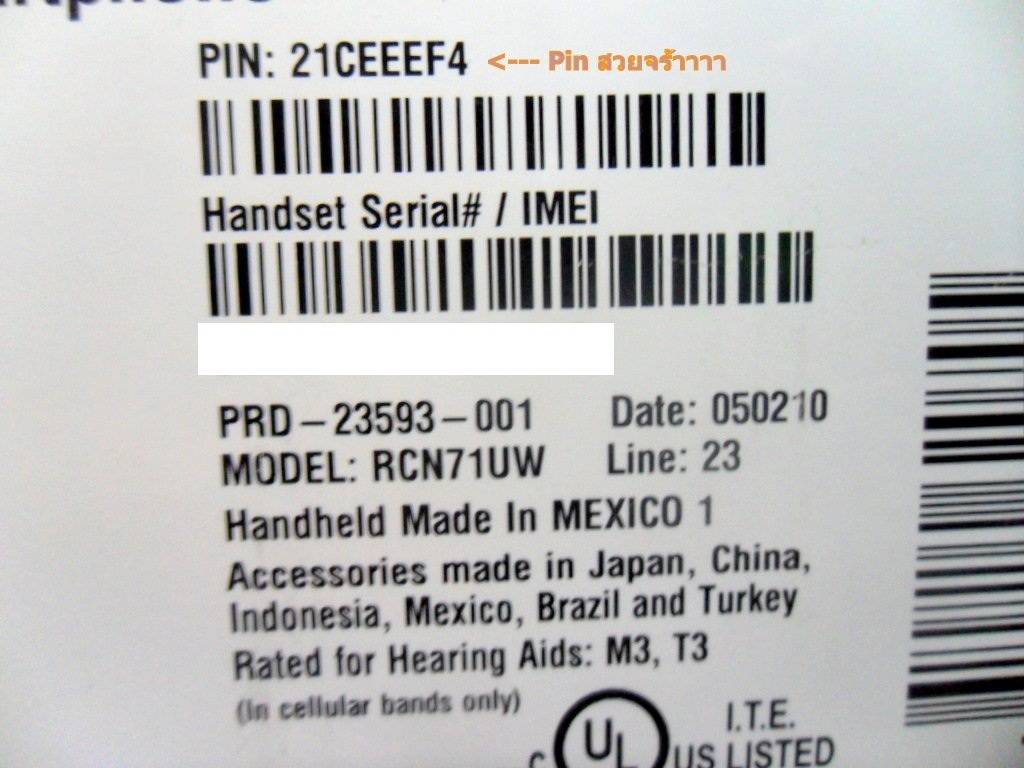 PIN: 21CEEEF4 <--- Pin สวยจร้าาาา
Handset Serial# / IMEI
PRD-23593-001 Date: 050210
MODEL: RCN71UW Line: 23
Handheld Made In MEXICO 1
Accessories made in Japan, China,
Indonesia, Mexico, Brazil and Turkey
Rated for Hearing Aids: M3, T3
(In cellular bands only)
I.T.E.
C UL US LISTED